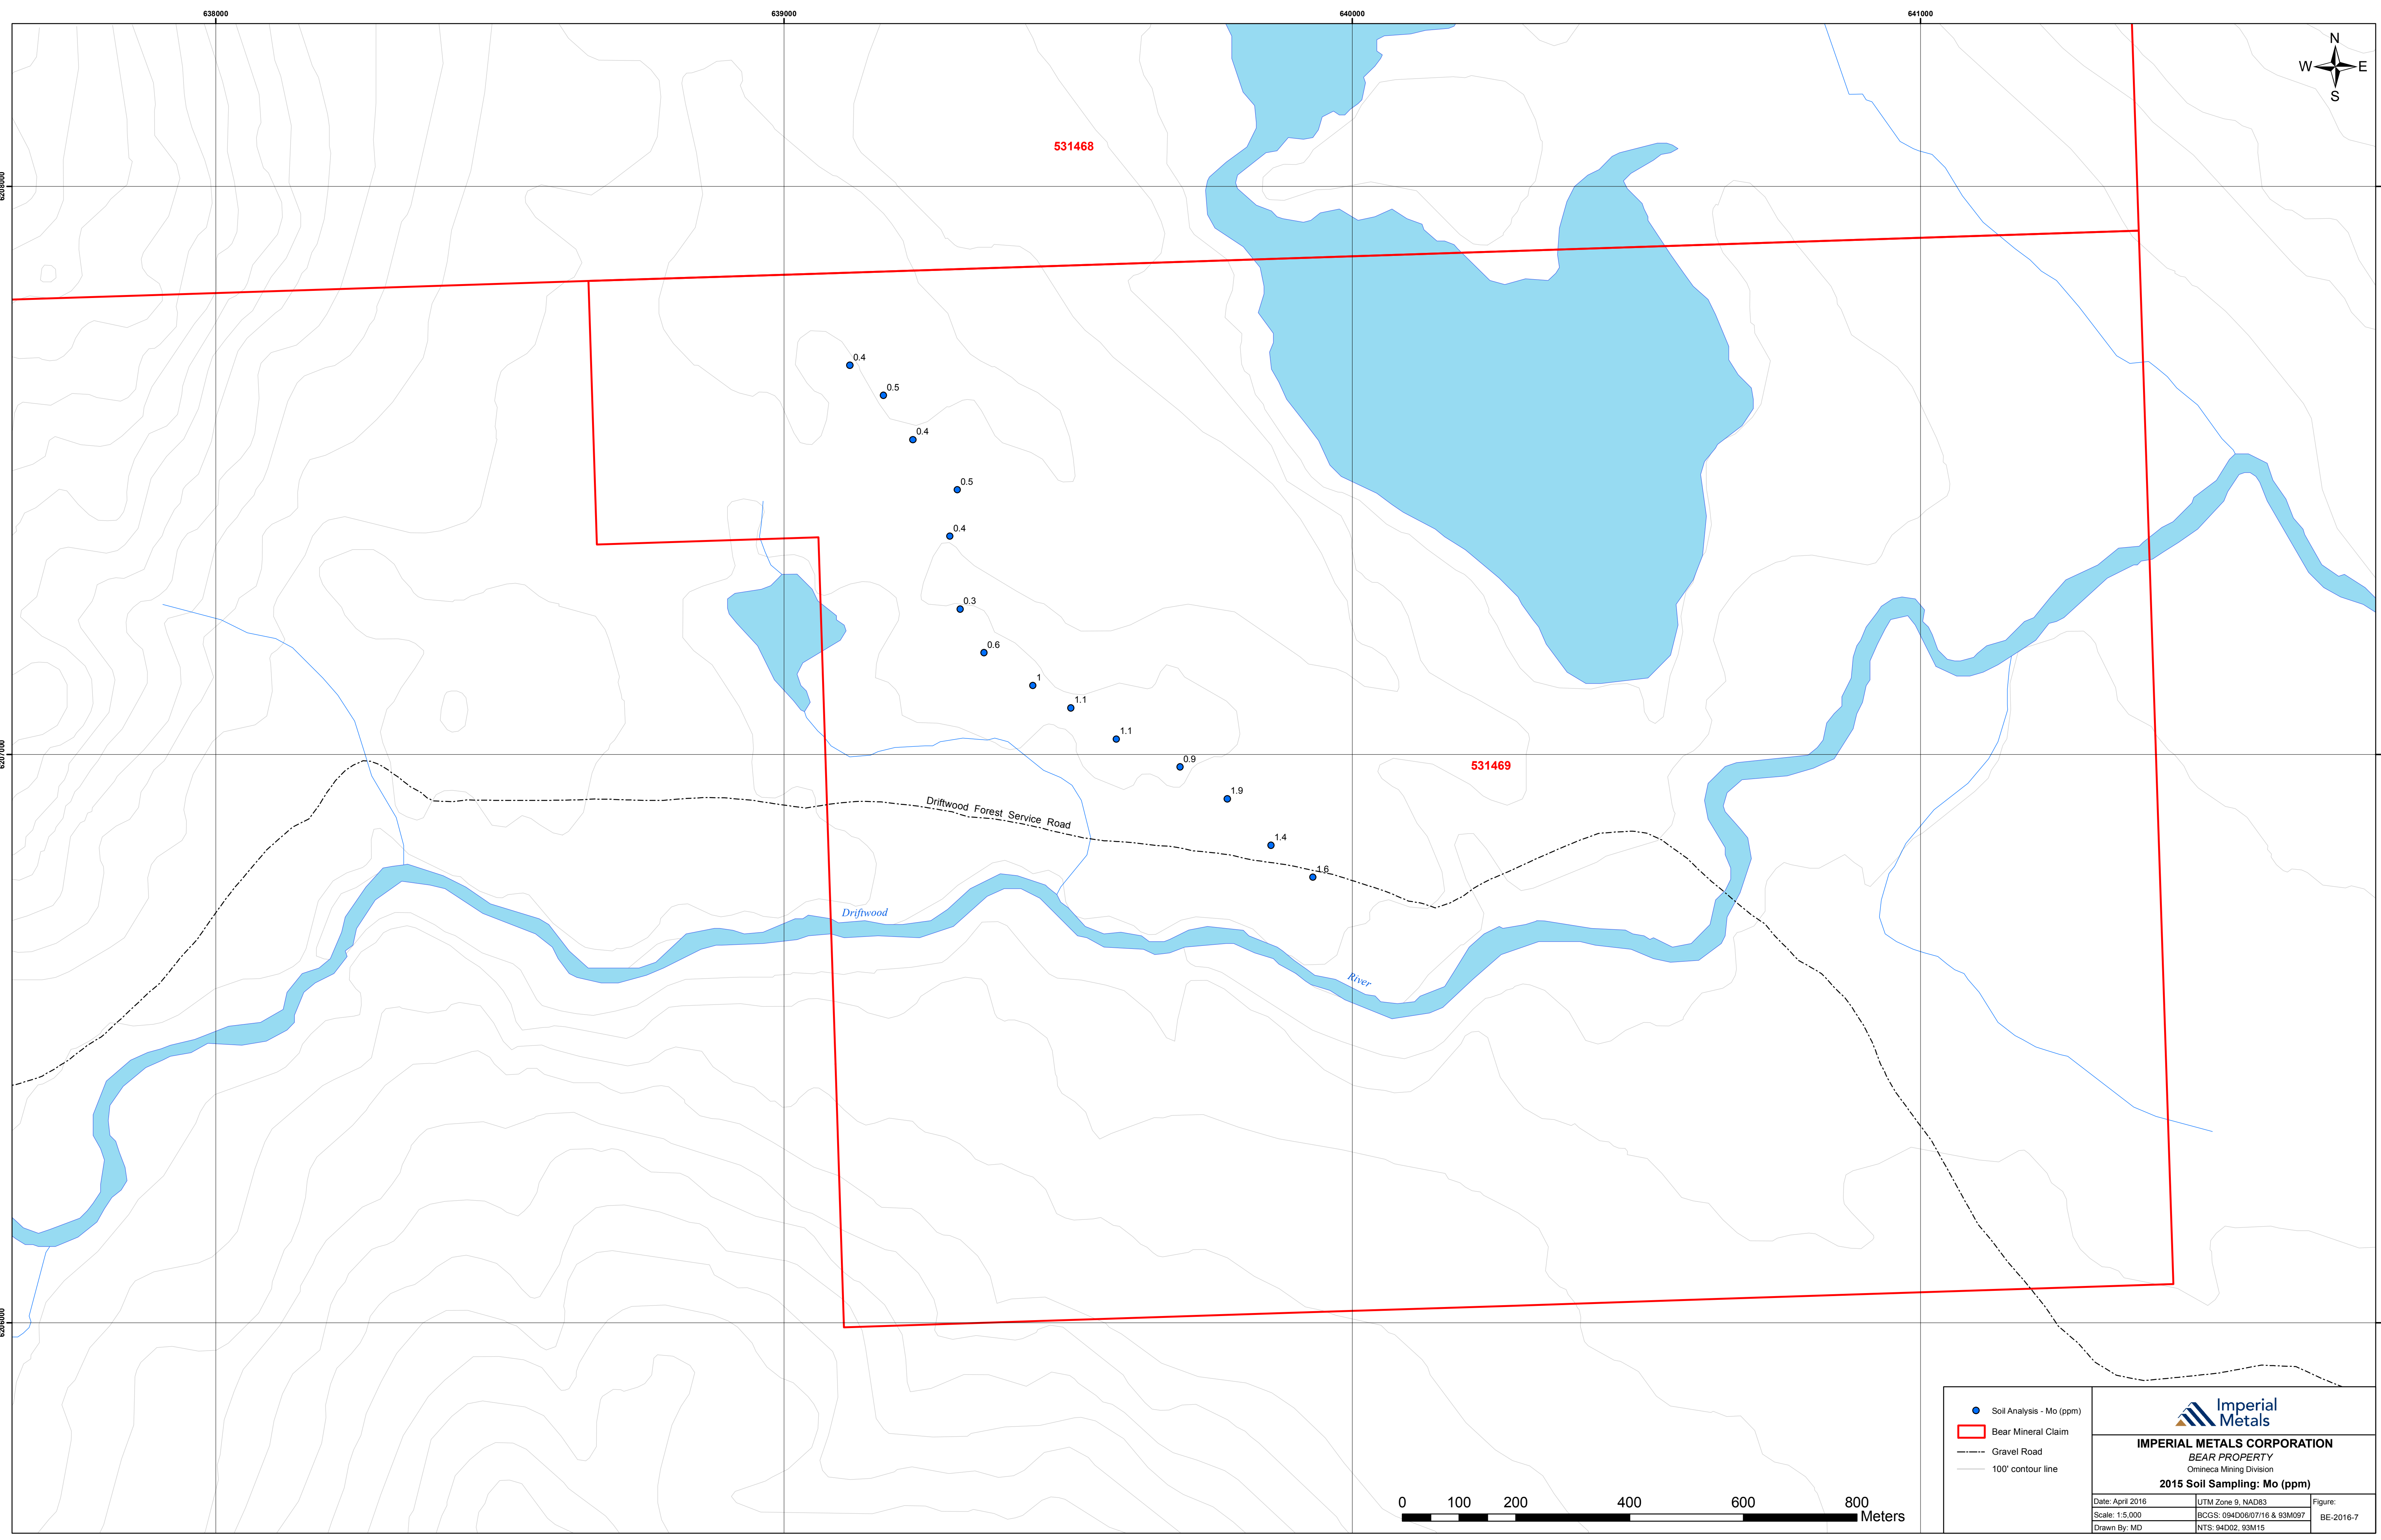 638000
639000
640000
641000
N
W
E
S
531468
6208000
0.4
0.5
0.4
0.5
0.4
0.3
0.6
1
1.1
1.1
6207000
0.9
531469
1.9
Driftwood Forest Service Road
1.4
1.6
Driftwood
River
6206000
Soil Analysis - Mo (ppm)
Bear Mineral Claim
Gravel Road
100' contour line
Imperial
Metals
IMPERIAL METALS CORPORATION
BEAR PROPERTY
Omineca Mining Division
2015 Soil Sampling: Mo (ppm)
Date: April 2016
UTM Zone 9, NAD83
Figure:
Scale: 1:5,000
BCGS: 094D06/07/16 & 93M097
BE-2016-7
Drawn By: MD
NTS: 94D02, 93M15
0 100 200 400 600 800
Meters